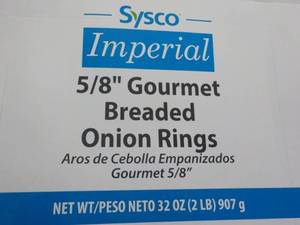 Sysco
Imperial
5/8" Gourmet
Breaded
Onion Rings
Aros de Cebolla Empanizados
Gourmet 5/8"
NET WT/PESO NETO 32 OZ (2 LB) 907 g